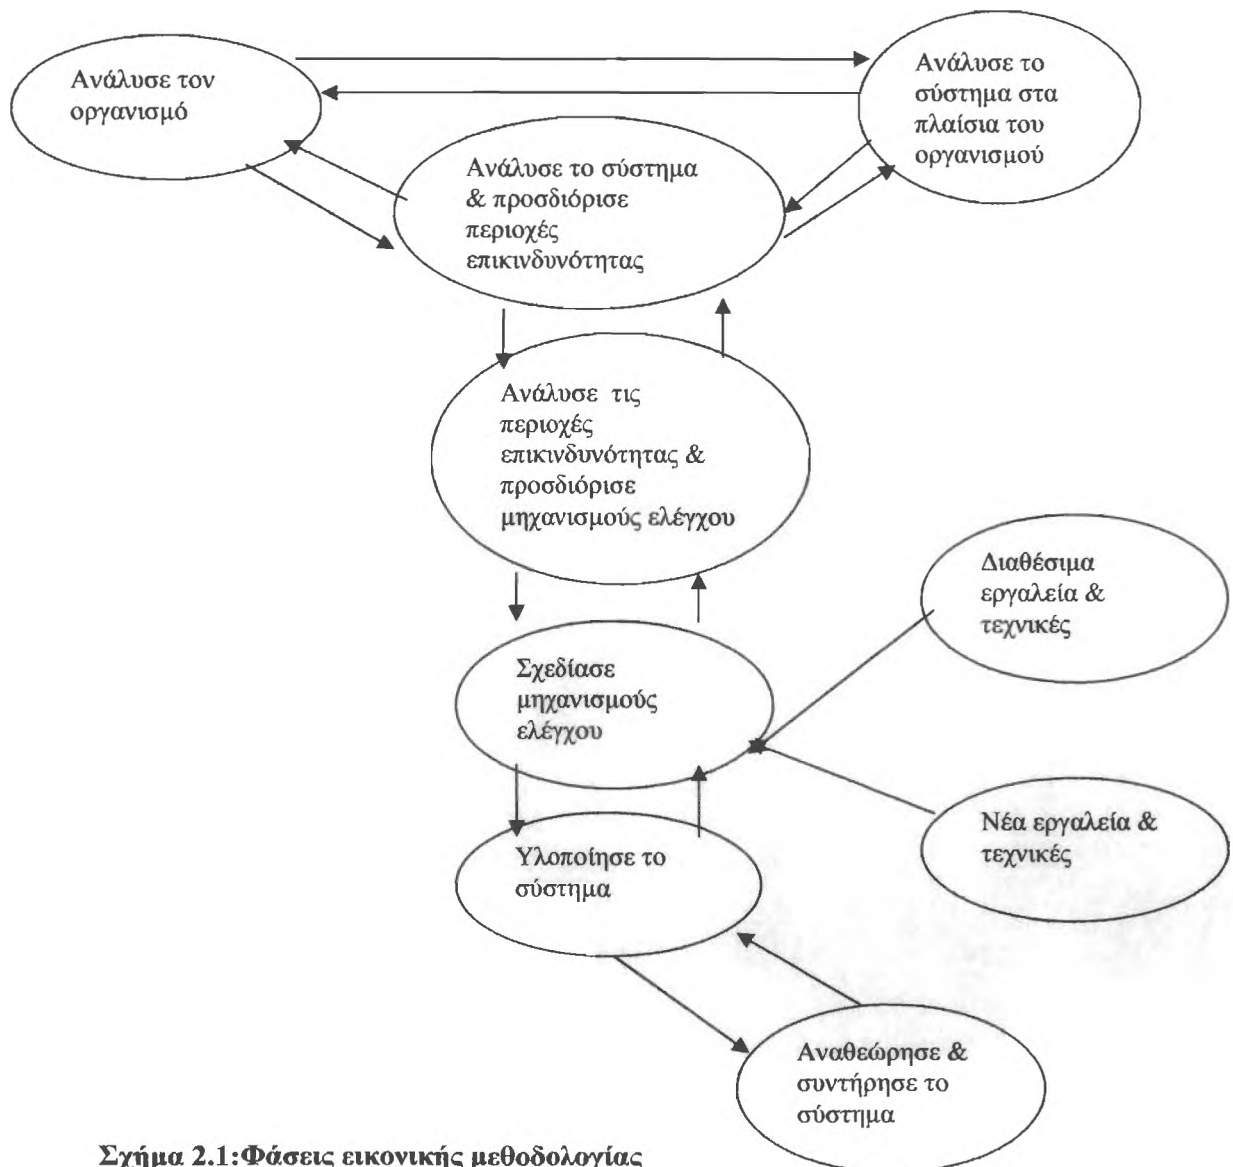 Ανάλυσε τον
οργανισμό
Ανάλυσε το
σύστημα στα
πλαίσια του
οργανισμού
Ανάλυσε το σύστημα
& προσδιόρισε
περιοχές
επικινδυνότητας
Ανάλυσε τις
περιοχές
επικινδυνότητας &
προσδιόρισε
μηχανισμούς ελέγχου
Διαθέσιμα
εργαλεία &
τεχνικές
Σχεδίασε
μηχανισμούς
ελέγχου
Νέα εργαλεία &
τεχνικές
Υλοποίησε το
σύστημα
Αναθεώρησε &
συντήρησε το
σύστημα
Σχήμα 2.1:Φάσεις εικονικής μεθοδολογίας